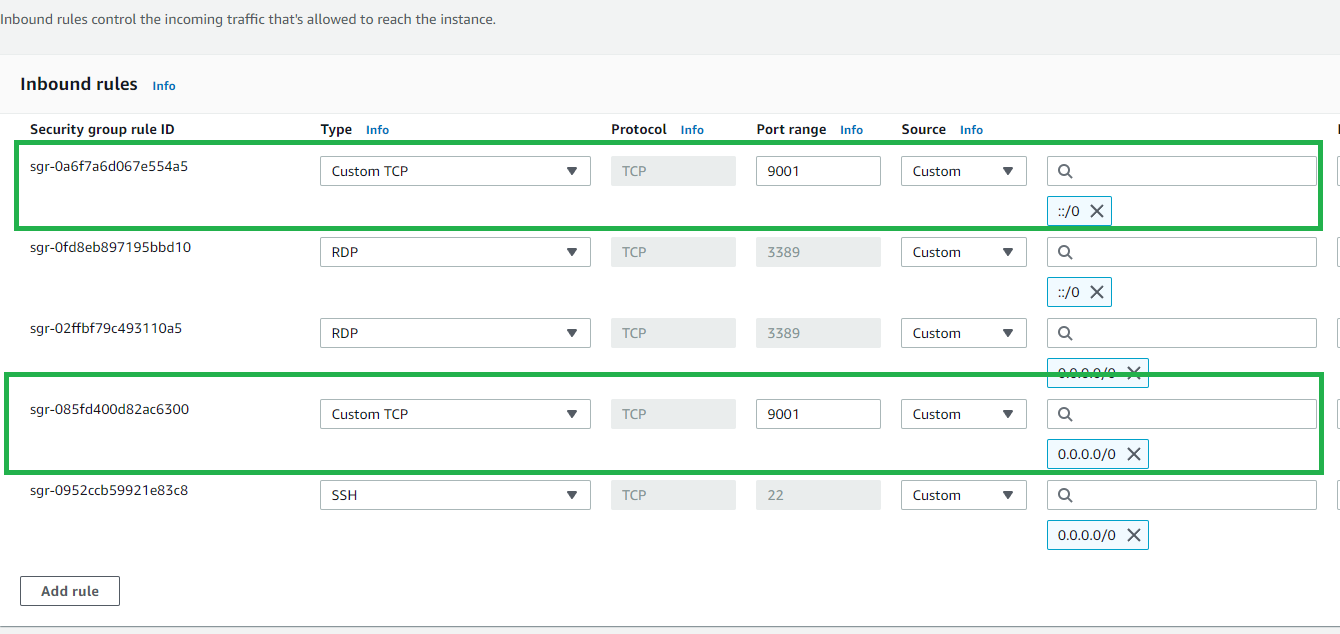 Inbound rules control the incoming traffic that's allowed to reach the instance.
Inbound rules Info
Security group rule ID Type Info Protocol Info Port range Info Source Info
sgr-0a6f7a6d067e554a5 Custom TCP TCP 9001 Custom
::/0
sgr-0fd8eb897195bbd10 RDP TCP 3389 Custom
::/0
sgr-02ffbf79c493110a5 RDP TCP 3389 Custom
0.0.0.0/0
sgr-085fd400d82ac6300 Custom TCP TCP 9001 Custom
0.0.0.0/0
sgr-0952ccb59921e83c8 SSH TCP 22 Custom
0.0.0.0/0
Add rule